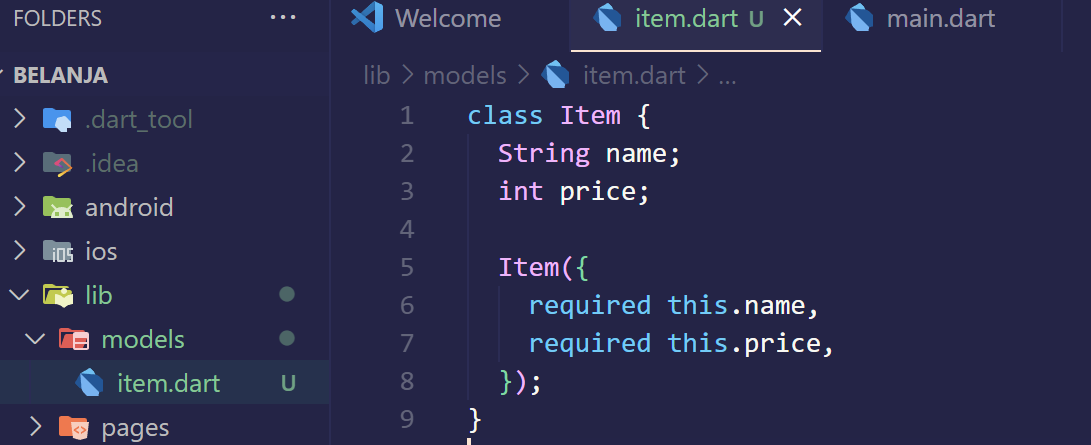 FOLDERS ...
BELANJA
.dart_tool
.idea
android
ios
lib
models
item.dart U
pages
Welcome
item.dart U
main.dart
lib > models > item.dart > ...
1 class Item {
2   String name;
3   int price;
4
5   Item({
6     required this.name,
7     required this.price,
8   });
9 }